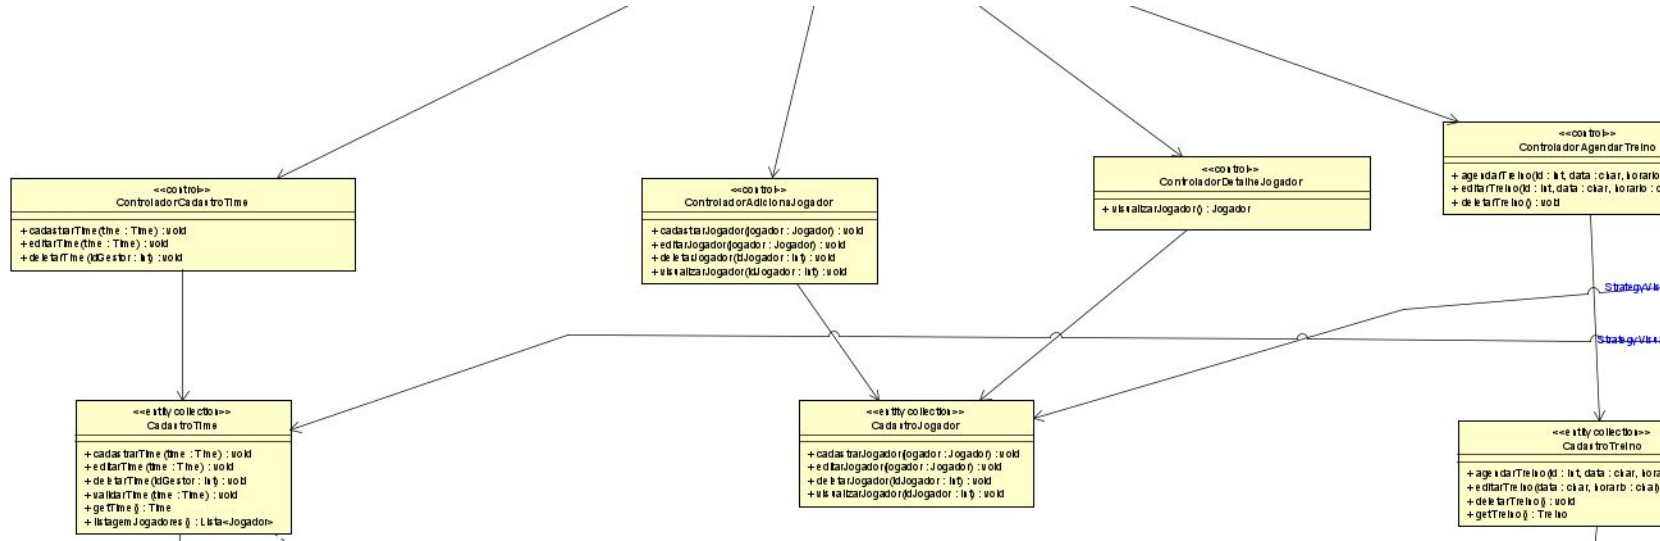 <<control>>
ControladorCadastroTime
+ cadastrarTime(time : Time) : void
+ editarTime(time : Time) : void
+ deletarTime(idGestor : int) : void
<<control>>
ControladorAdicionaJogador
+ cadastrarJogador(jogador : Jogador) : void
+ editarJogador(jogador : Jogador) : void
+ deletarJogador(idJogador : int) : void
+ visualizarJogador(idJogador : int) : void
<<control>>
ControladorDetalheJogador
+ visualizarJogador() : Jogador
<<control>>
ControladorAgendarTreino
+ agendarTreino(id : int, data : char, horario
+ editarTreino(id : int, data : char, horario : c
+ deletarTreino() : void
<<entity collection>>
CadastroTime
+ cadastrarTime(time : Time) : void
+ editarTime(time : Time) : void
+ deletarTime(idGestor : int) : void
+ validarTime(time : Time) : void
+ getTime() : Time
+ listagemJogadores() : Lista<Jogador>
<<entity collection>>
CadastroJogador
+ cadastrarJogador(jogador : Jogador) : void
+ editarJogador(jogador : Jogador) : void
+ deletarJogador(idJogador : int) : void
+ visualizarJogador(idJogador : int) : void
StrategyVis
StrategyVisu
<<entity collection>>
CadastroTreino
+ agendarTreino(id : int, data : char, hora
+ editarTreino(data : char, horario : char)
+ deletarTreino() : void
+ getTreino() : Treino